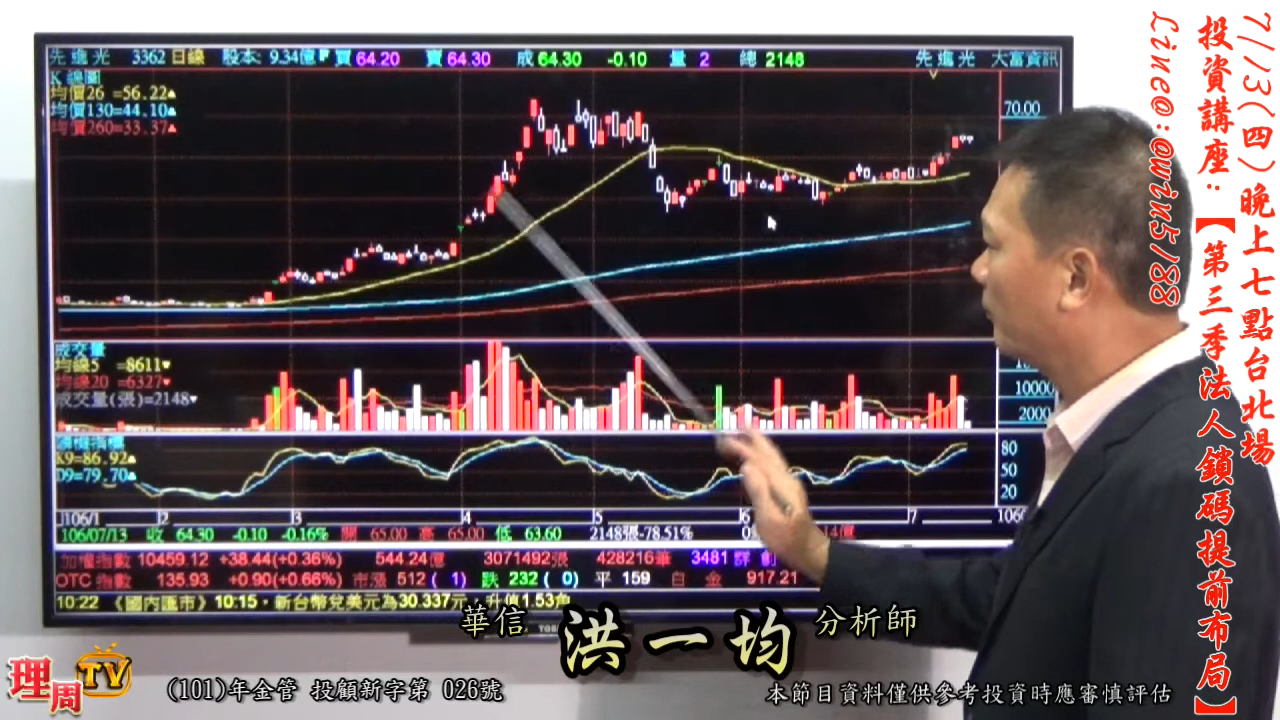 先進光 3362 日線 股本: 9.34億 買 64.20 賣 64.30 成 64.30 -0.10 量 2 總 2148 先進光 大富資訊
K 線圖
均價26 =56.22▲
均價130=44.10▲
均價260=33.37▲
70.00
成交量
均線5 =8611▼
均線20 =6327▼
成交量(張)=2148▼
10000
2000
K9=86.92▲
D9=79.70▲
80
50
20
106/1 2 3 4 5 6 7 106
106/07/13 收 64.30 -0.10 -0.16% 開 65.00 高 65.00 低 63.60 2148張 -78.51%
加權指數 10459.12 +38.44(+0.36%) 544.24億 3071492張 428216筆 3481 詳 創
OTC 指數 135.93 +0.90(+0.66%) 市漲 512 ( 1) 跌 232 ( 0) 平 159 白 金 917.21
10:22 《國內匯市》10:15，新台幣兌美元為30.337元，升值1.53角
7/13(四)晚上七點台北場
投資講座:【第三季法人鎖碼提前布局】
Line@:@win5188
華信 洪一均 分析師
理周TV
(101)年金管 投顧新字第 026號
本節目資料僅供參考投資時應審慎評估